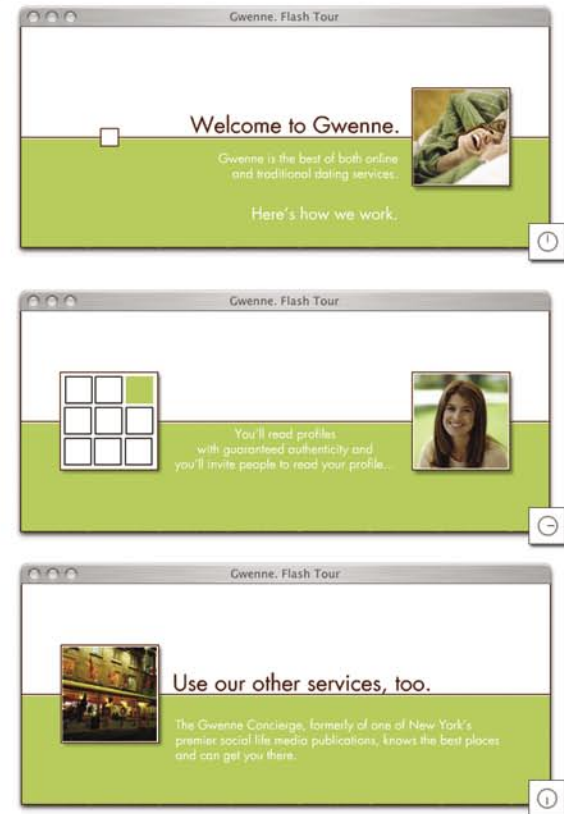 Gwenne. Flash Tour
Welcome to Gwenne.
Gwenne is the best of both online
and traditional dating services.
Here's how we work.
Gwenne. Flash Tour
You'll read profiles
with guaranteed authenticity and
you'll invite people to read your profile...
Gwenne. Flash Tour
Use our other services, too.
The Gwenne Concierge, formerly of one of New York's
premier social life media publications, knows the best places
and can get you there.